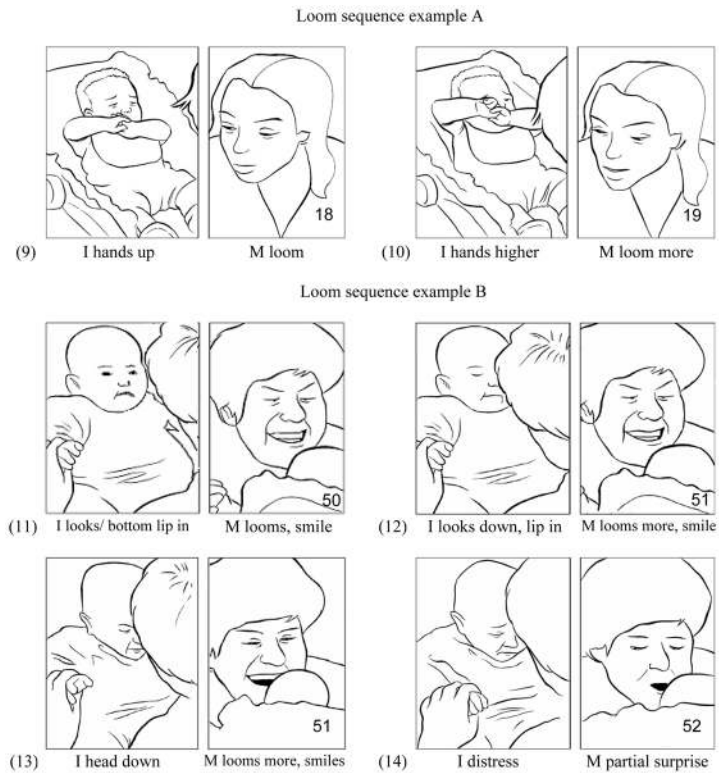 Loom sequence example A
18
19
(9) I hands up M loom (10) I hands higher M loom more
Loom sequence example B
50
51
(11) I looks/ bottom lip in M looms, smile (12) I looks down, lip in M looms more, smile
51
52
(13) I head down M looms more, smiles (14) I distress M partial surprise